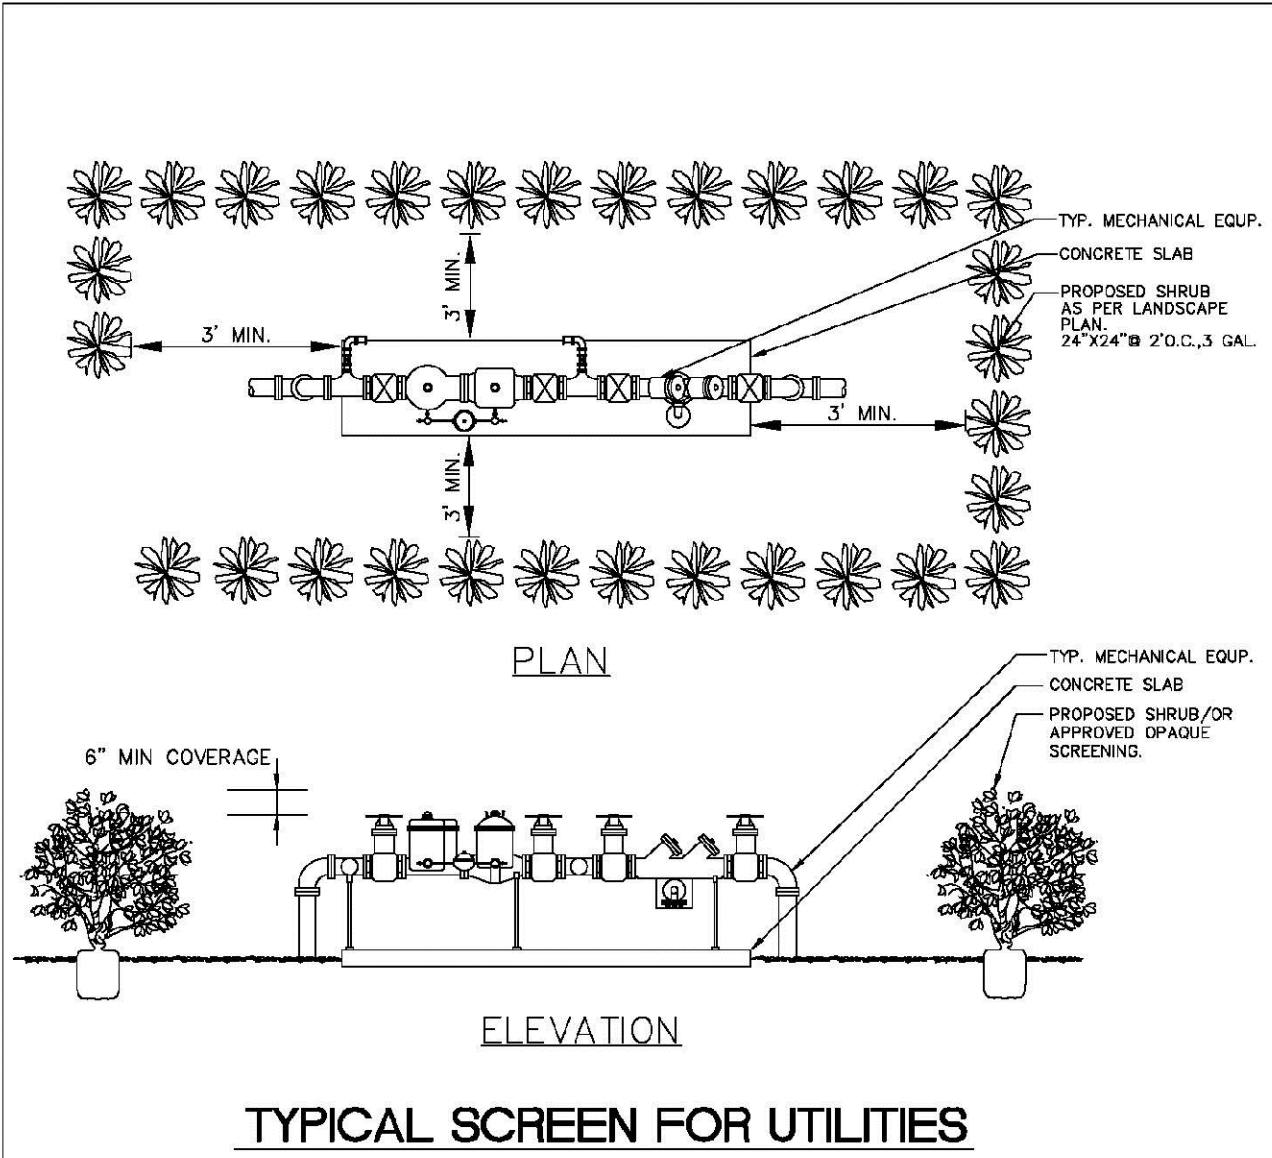 TYP. MECHANICAL EQUP.
CONCRETE SLAB
PROPOSED SHRUB
AS PER LANDSCAPE
PLAN.
24"X24"@ 2'O.C.,3 GAL.
3' MIN.
3' MIN.
3' MIN.
3' MIN.
PLAN
TYP. MECHANICAL EQUP.
CONCRETE SLAB
PROPOSED SHRUB/OR
APPROVED OPAQUE
SCREENING.
6" MIN COVERAGE
ELEVATION
TYPICAL SCREEN FOR UTILITIES